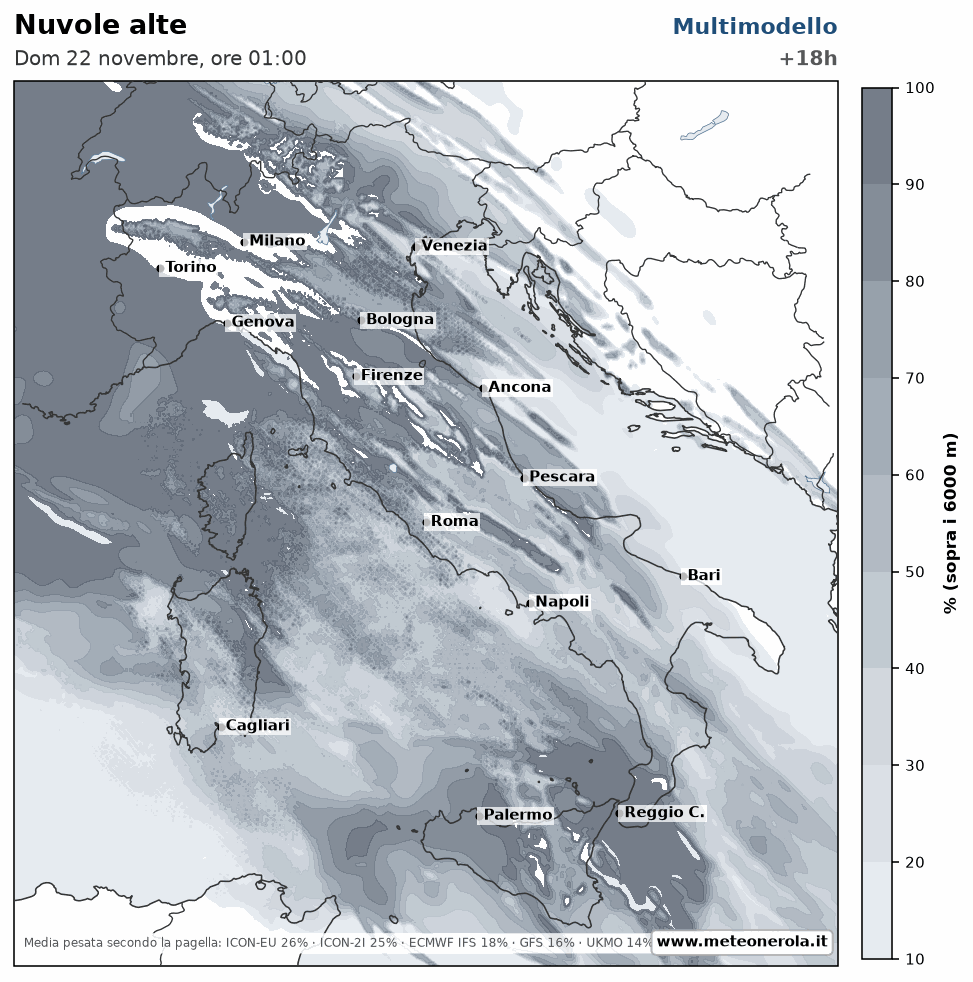 Nuvole alte
Multimodello
Dom 22 novembre, ore 01:00
+18h
100
90
80
70
60
50
40
30
20
10
% (sopra i 6000 m)
Milano
Venezia
Torino
Genova
Bologna
Firenze
Ancona
Pescara
Roma
Bari
Napoli
Cagliari
Palermo
Reggio C.
Media pesata secondo la pagella: ICON-EU 26% · ICON-2I 25% · ECMWF IFS 18% · GFS 16% · UKMO 14%
www.meteonerola.it